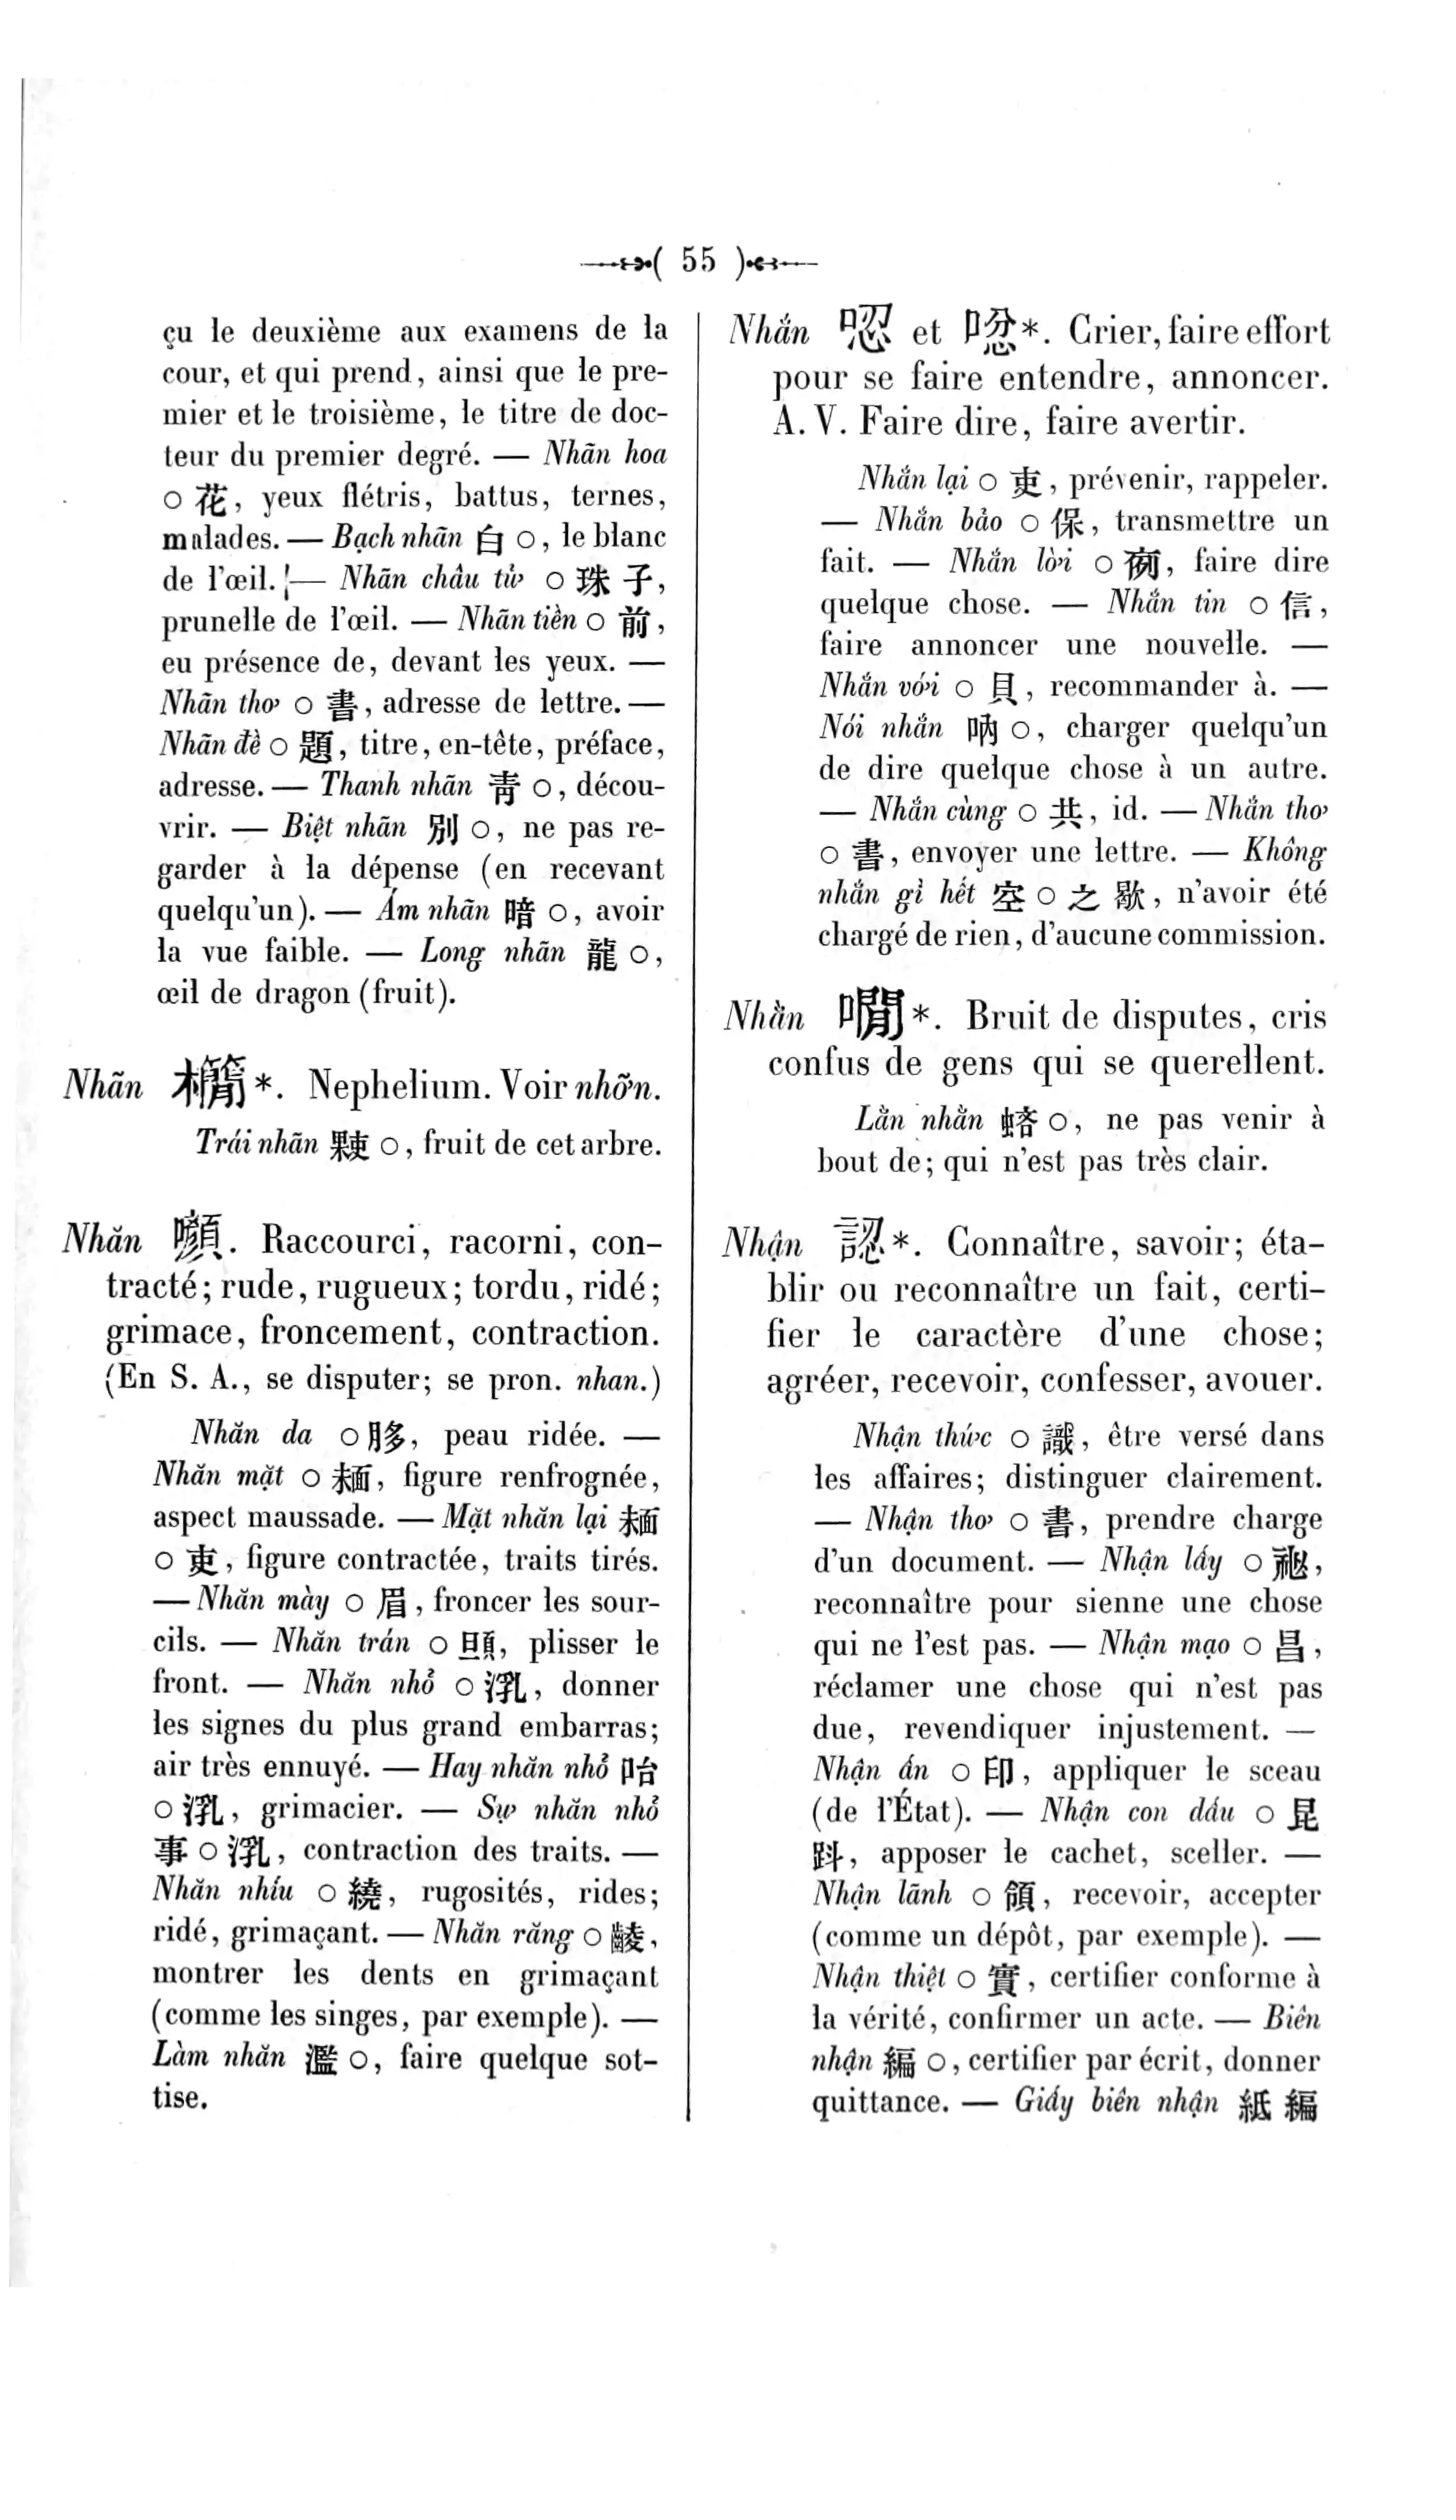 ( 55 )
çu le deuxième aux examens de la
cour, et qui prend, ainsi que le pre-
mier et le troisième, le titre de doc-
teur du premier degré. — Nhãn hoa
○ 花, yeux flétris, battus, ternes,
malades. — Bạch nhãn 白 ○, le blanc
de l'œil. — Nhãn châu tử ○ 珠 子,
prunelle de l'œil. — Nhãn tiền ○ 前,
eu présence de, devant les yeux. —
Nhãn thơ ○ 書, adresse de lettre. —
Nhãn đề ○ 題, titre, en-tête, préface,
adresse. — Thanh nhãn 靑 ○, décou-
vrir. — Biệt nhãn 別 ○, ne pas re-
garder à la dépense (en recevant
quelqu'un). — Ám nhãn 暗 ○, avoir
la vue faible. — Long nhãn 龍 ○,
œil de dragon (fruit).
Nhãn *. Nephelium. Voir nhỡn.
Trái nhãn ○, fruit de cet arbre.
Nhăn . Raccourci, racorni, con-
tracté; rude, rugueux; tordu, ridé;
grimace, froncement, contraction.
(En S. A., se disputer; se pron. nhan.)
Nhăn da ○ , peau ridée. —
Nhăn mặt ○ , figure renfrognée,
aspect maussade. — Mặt nhăn lại
○ 吏, figure contractée, traits tirés.
— Nhăn mày ○ 眉, froncer les sour-
cils. — Nhăn trán ○ , plisser le
front. — Nhăn nhỏ ○ , donner
les signes du plus grand embarras;
air très ennuyé. — Hay nhăn nhỏ 咍
○ , grimacier. — Sự nhăn nhỏ
事 ○ , contraction des traits. —
Nhăn nhíu ○ 繞, rugosités, rides;
ridé, grimaçant. — Nhăn răng ○ ,
montrer les dents en grimaçant
(comme les singes, par exemple). —
Làm nhăn 濫 ○, faire quelque sot-
tise.
Nhắn 唿 et *. Crier, faire effort
pour se faire entendre, annoncer.
A. V. Faire dire, faire avertir.
Nhắn lại ○ 吏, prévenir, rappeler.
— Nhắn bảo ○ 保, transmettre un
fait. — Nhắn lời ○ , faire dire
quelque chose. — Nhắn tin ○ 信,
faire annoncer une nouvelle. —
Nhắn với ○ 貝, recommander à. —
Nói nhắn 吶 ○, charger quelqu'un
de dire quelque chose à un autre.
— Nhắn cùng ○ 共, id. — Nhắn thơ
○ 書, envoyer une lettre. — Không
nhắn gì hết 空 ○ 之 歇, n'avoir été
chargé de rien, d'aucune commission.
Nhằn *. Bruit de disputes, cris
confus de gens qui se querellent.
Lằn nhằn ○, ne pas venir à
bout de; qui n'est pas très clair.
Nhận 認*. Connaître, savoir; éta-
blir ou reconnaître un fait, certi-
fier le caractère d'une chose;
agréer, recevoir, confesser, avouer.
Nhận thức ○ 識, être versé dans
les affaires; distinguer clairement.
— Nhận thơ ○ 書, prendre charge
d'un document. — Nhận lấy ○ ,
reconnaître pour sienne une chose
qui ne l'est pas. — Nhận mạo ○ ,
réclamer une chose qui n'est pas
due, revendiquer injustement. —
Nhận ấn ○ 印, appliquer le sceau
(de l'État). — Nhận con dấu ○ 昆
, apposer le cachet, sceller. —
Nhận lãnh ○ 領, recevoir, accepter
(comme un dépôt, par exemple). —
Nhận thiệt ○ 實, certifier conforme à
la vérité, confirmer un acte. — Biên
nhận 編 ○, certifier par écrit, donner
quittance. — Giấy biên nhận 紙 編